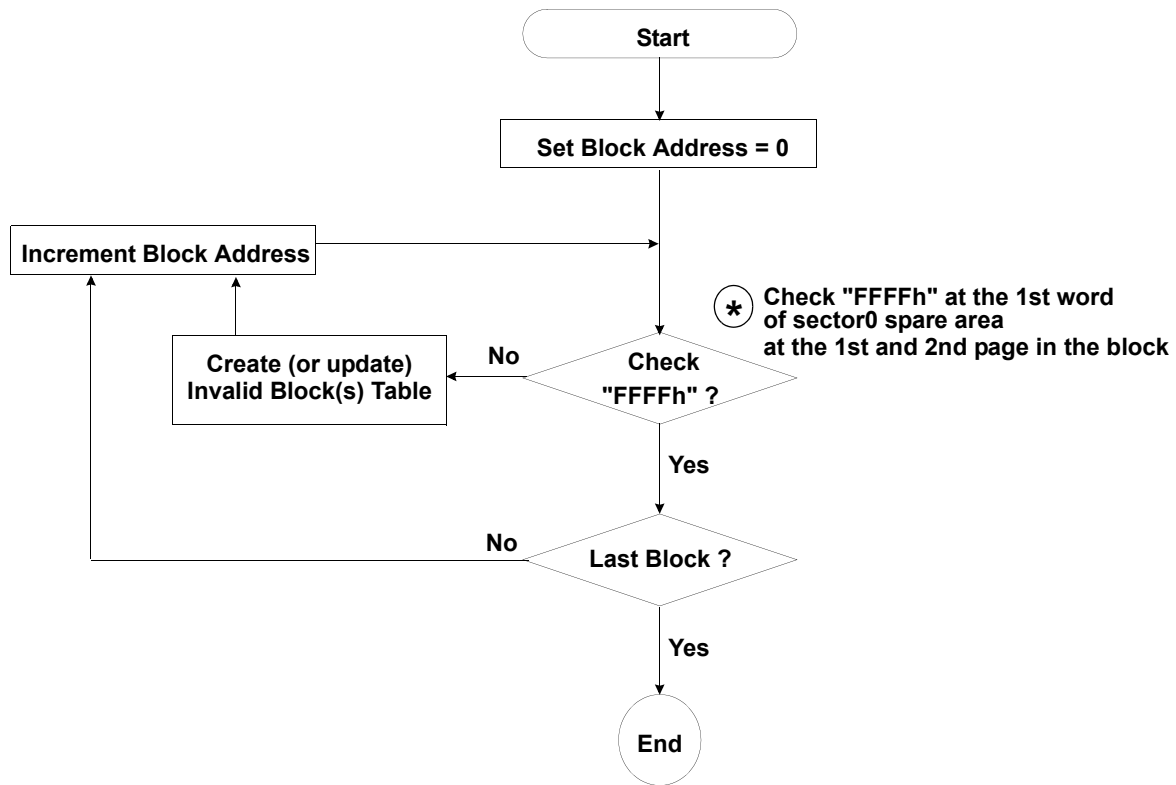 Start
Set Block Address = 0
Increment Block Address
*
Check "FFFFh" at the 1st word
of sector0 spare area
at the 1st and 2nd page in the block
No
Create (or update)
Invalid Block(s) Table
Check
"FFFFh" ?
Yes
No
Last Block ?
Yes
End